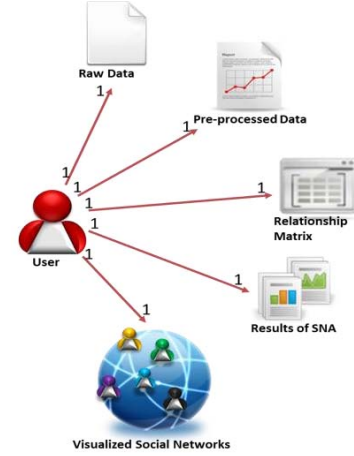 Raw Data
1
Pre-processed Data
1
1
1
1
1
Relationship
Matrix
1
User
1
1
Results of SNA
1
Visualized Social Networks